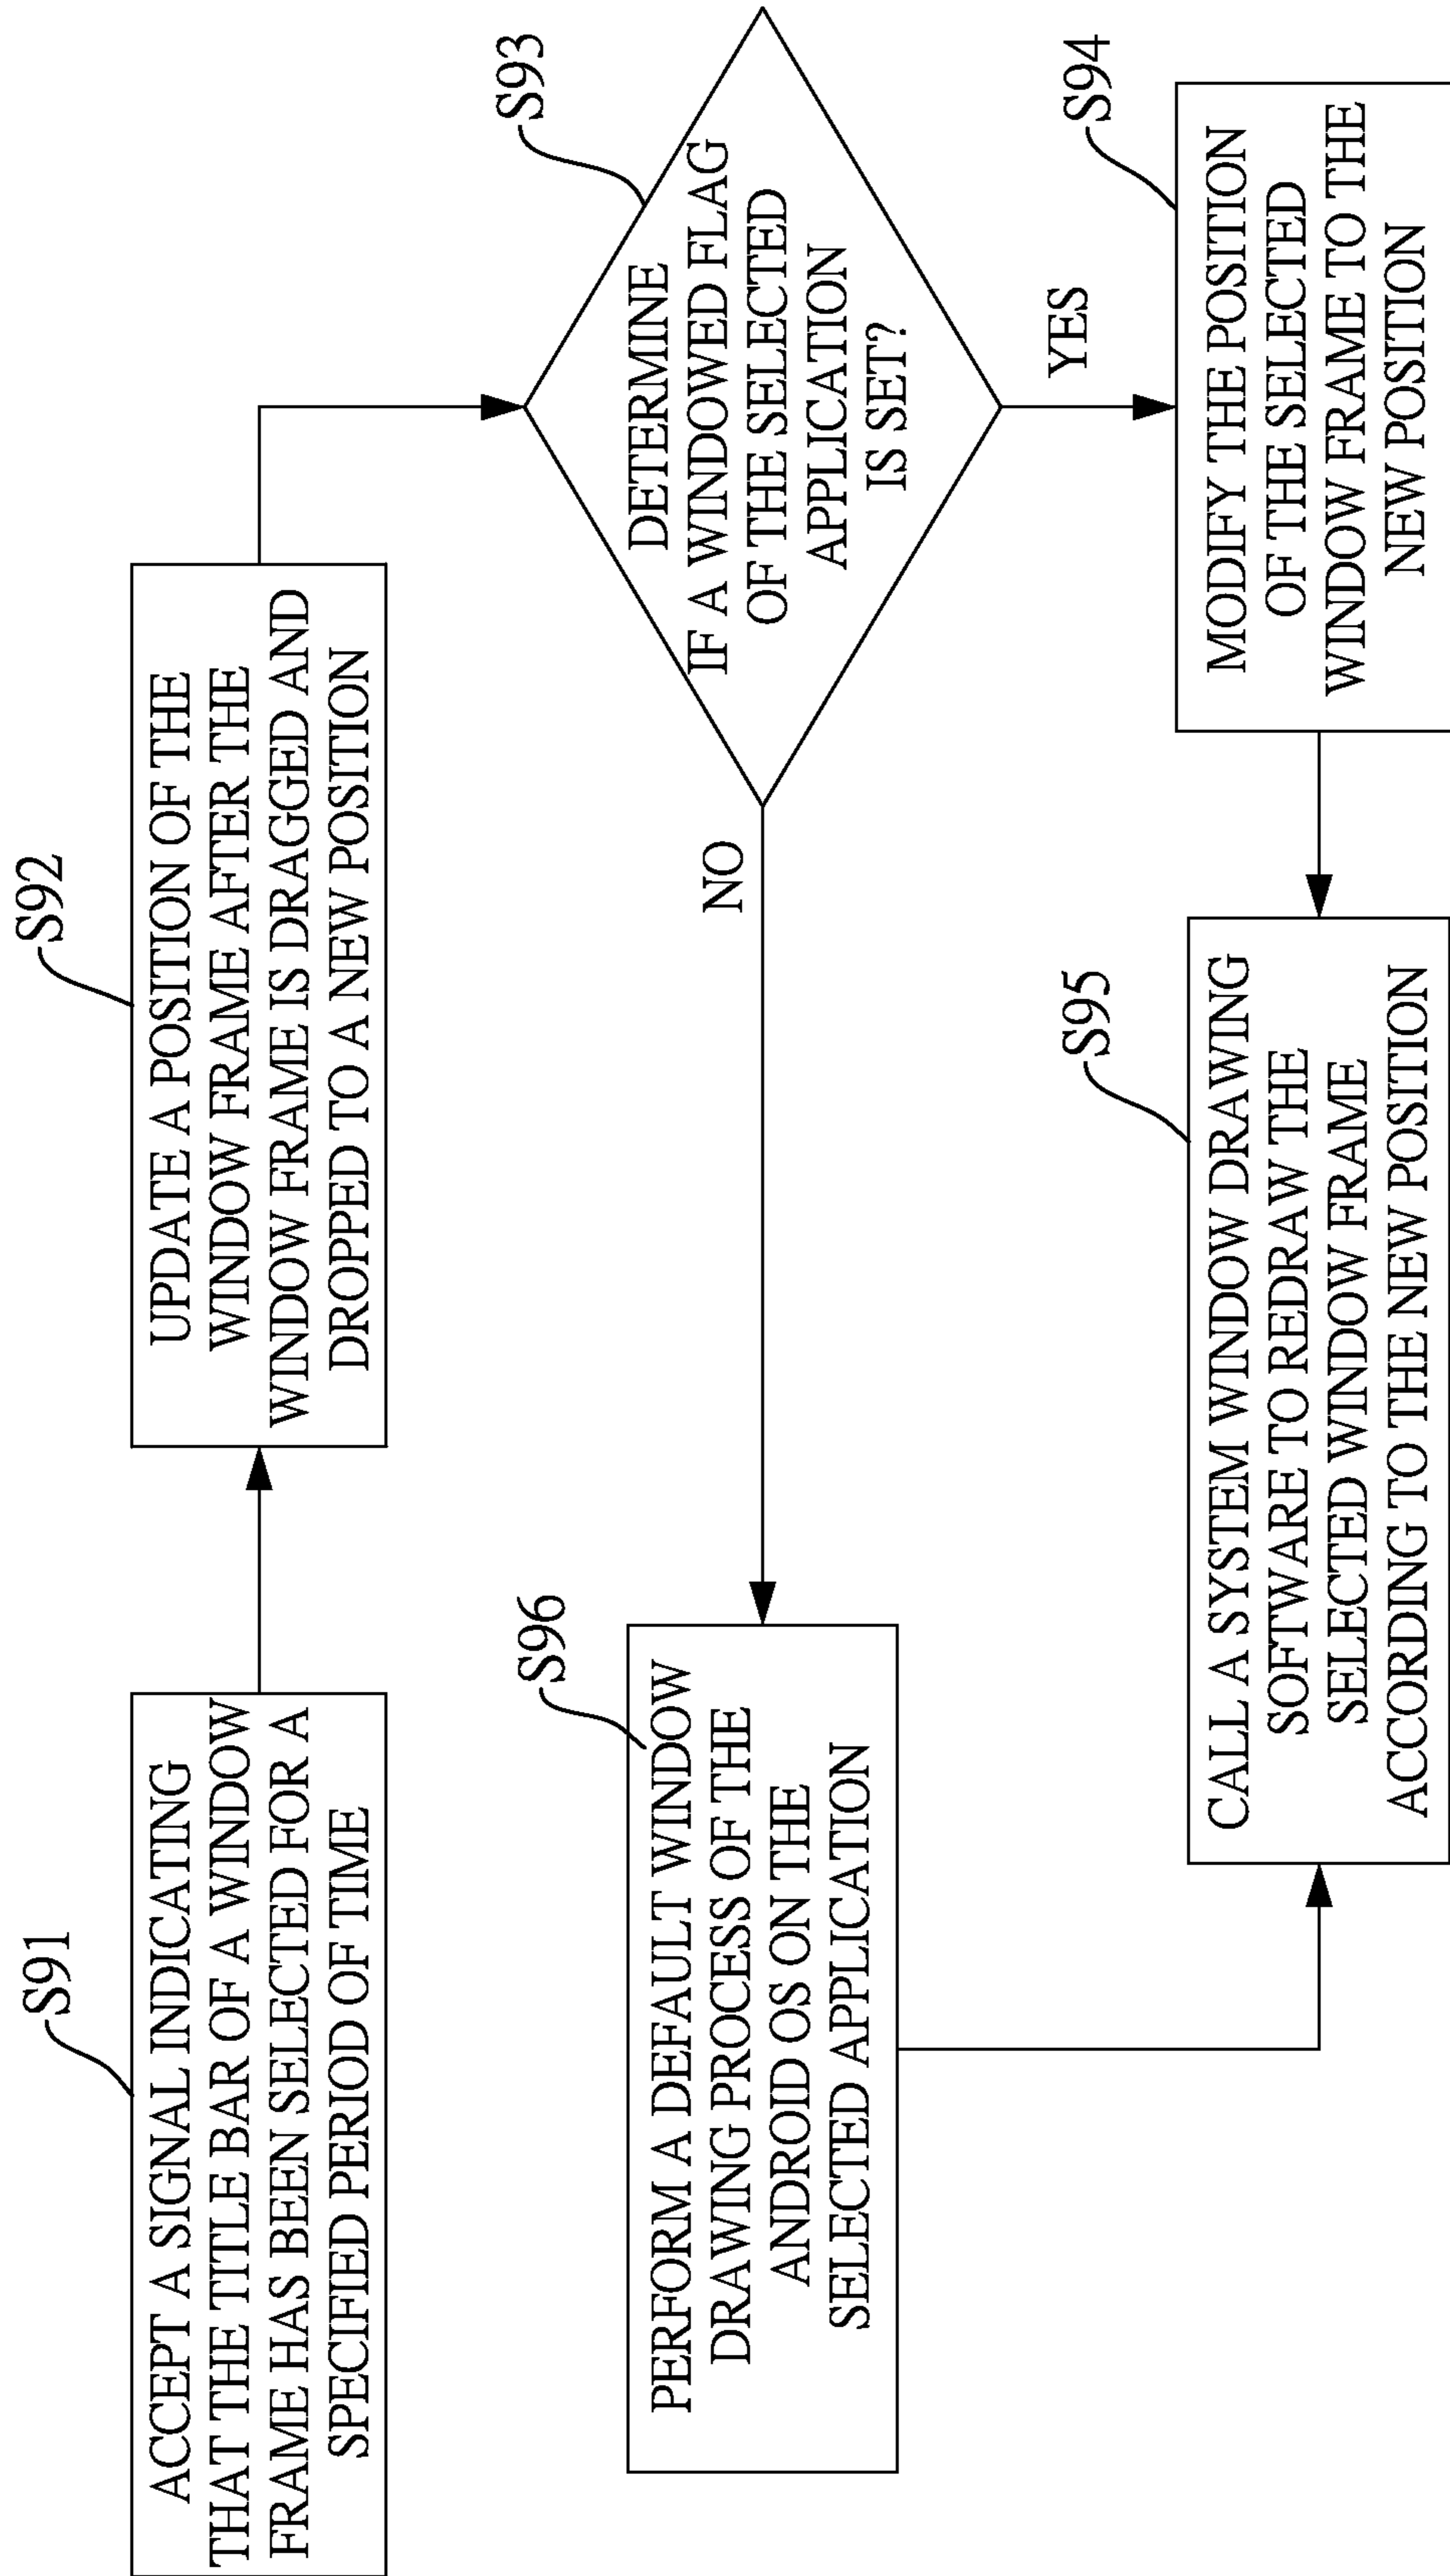 S91
ACCEPT A SIGNAL INDICATING
THAT THE TITLE BAR OF A WINDOW
FRAME HAS BEEN SELECTED FOR A
SPECIFIED PERIOD OF TIME
S92
UPDATE A POSITION OF THE
WINDOW FRAME AFTER THE
WINDOW FRAME IS DRAGGED AND
DROPPED TO A NEW POSITION
S93
DETERMINE
IF A WINDOWED FLAG
OF THE SELECTED
APPLICATION
IS SET?
YES
S94
MODIFY THE POSITION
OF THE SELECTED
WINDOW FRAME TO THE
NEW POSITION
S95
CALL A SYSTEM WINDOW DRAWING
SOFTWARE TO REDRAW THE
SELECTED WINDOW FRAME
ACCORDING TO THE NEW POSITION
NO
S96
PERFORM A DEFAULT WINDOW
DRAWING PROCESS OF THE
ANDROID OS ON THE
SELECTED APPLICATION